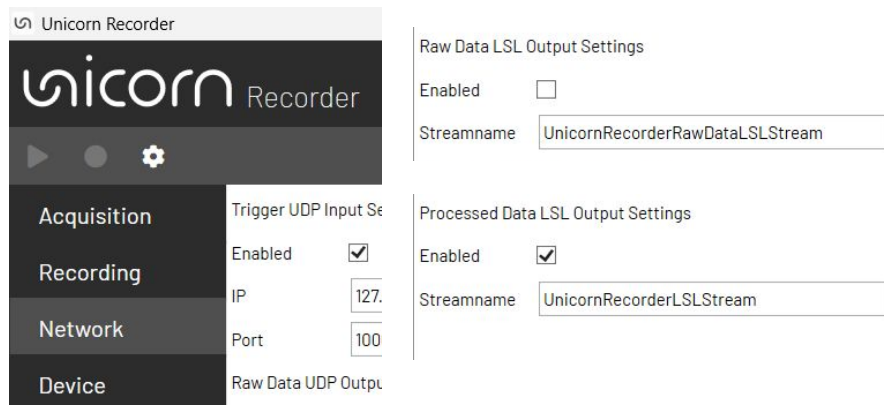 Unicorn Recorder
unicorn Recorder
Acquisition
Recording
Network
Device
Trigger UDP Input Se
Enabled
IP 127.
Port 100
Raw Data UDP Outpu
Raw Data LSL Output Settings
Enabled
Streamname UnicornRecorderRawDataLSLStream
Processed Data LSL Output Settings
Enabled
Streamname UnicornRecorderLSLStream